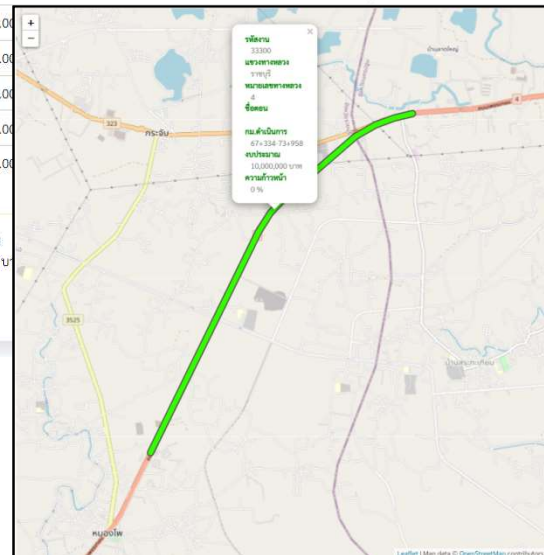 +
−
×
รหัสงาน
33300
แขวงทางหลวง
ราชบุรี
หมายเลขทางหลวง
4
ชื่อตอน
กม.ดำเนินการ
67+334-73+958
งบประมาณ
10,000,000 บาท
ความก้าวหน้า
0 %
323
กระจับ
4
3525
หนองโพ
Leaflet | Map data © OpenStreetMap contributors